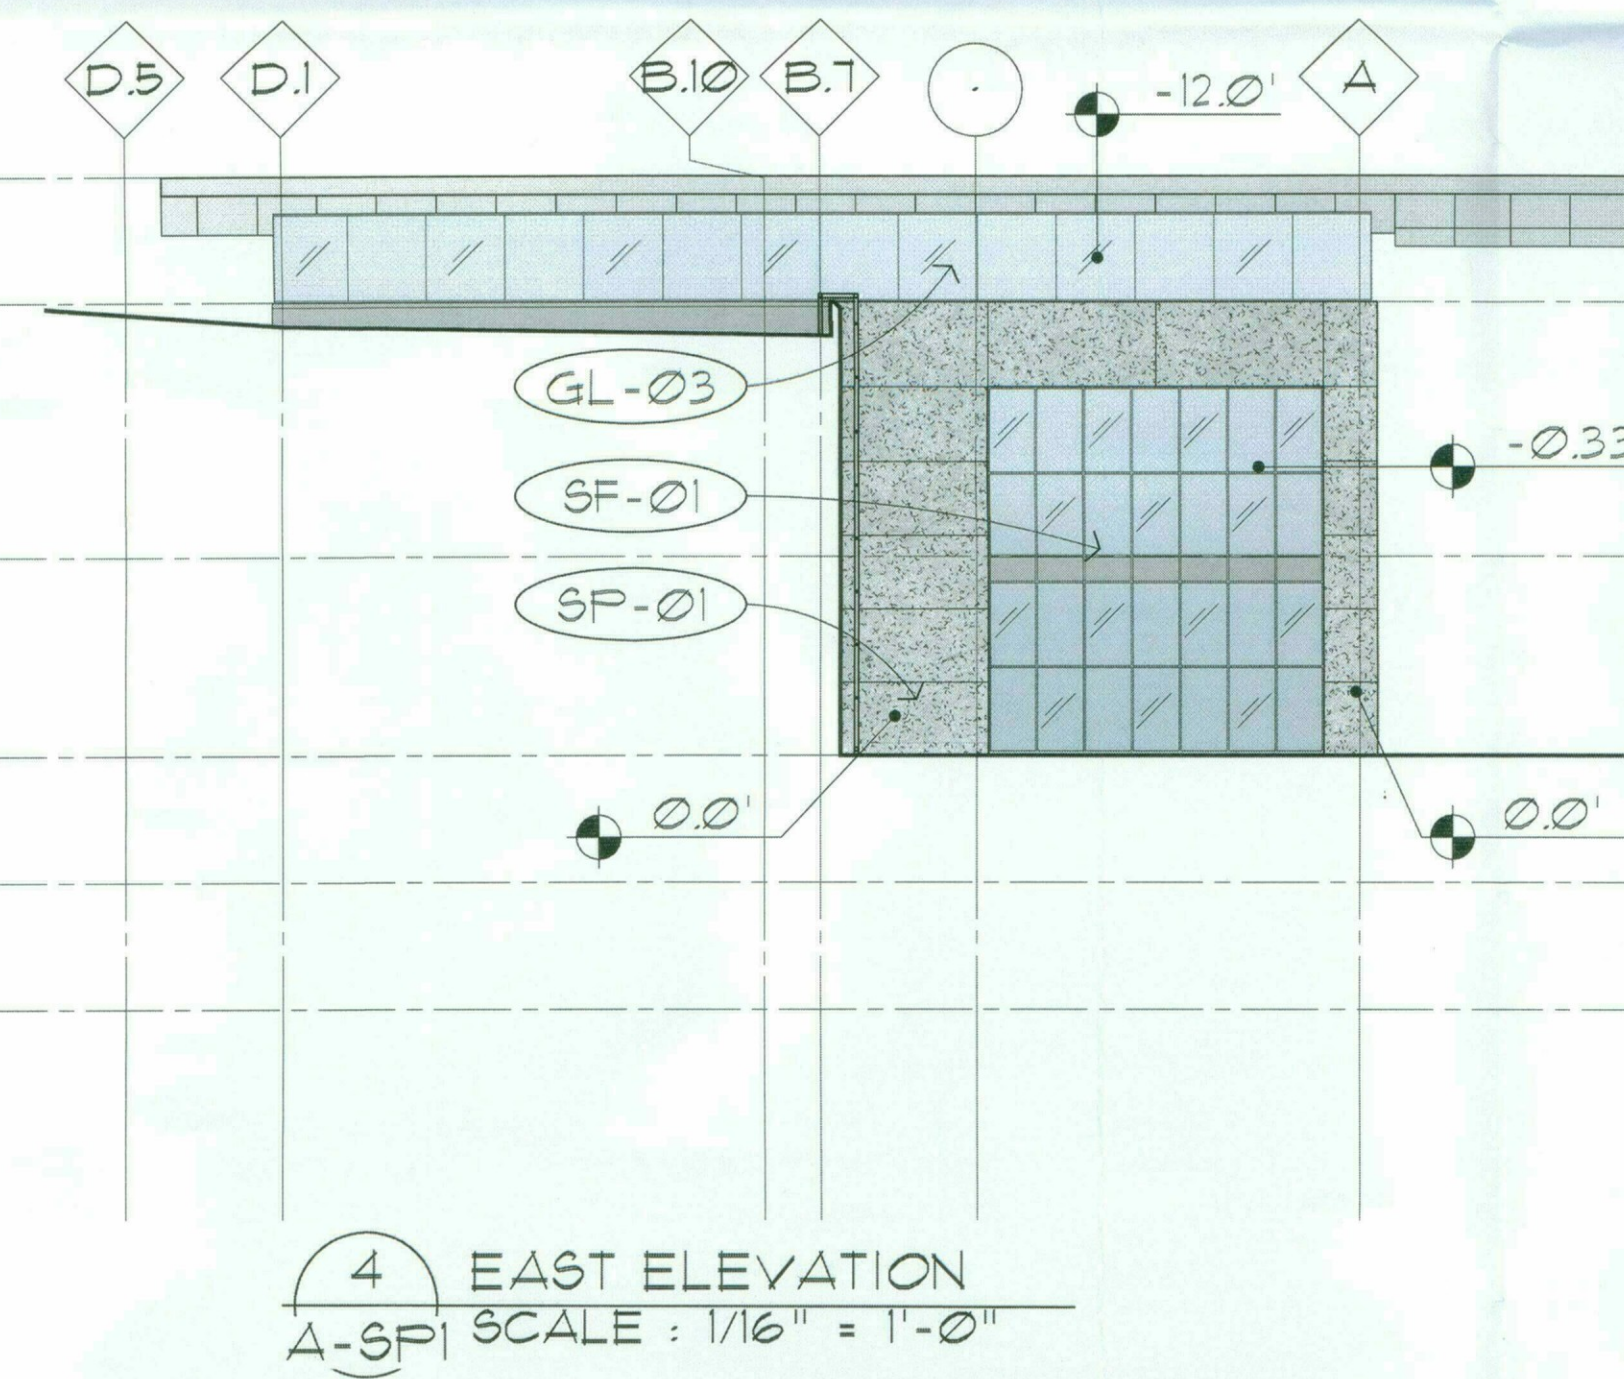 D.5 D.1 B.10 B.7 . -12.0' A
GL-03
-0.33
SF-01
SP-01
0.0' 0.0'
4 EAST ELEVATION
A-SP1 SCALE : 1/16" = 1'-0"